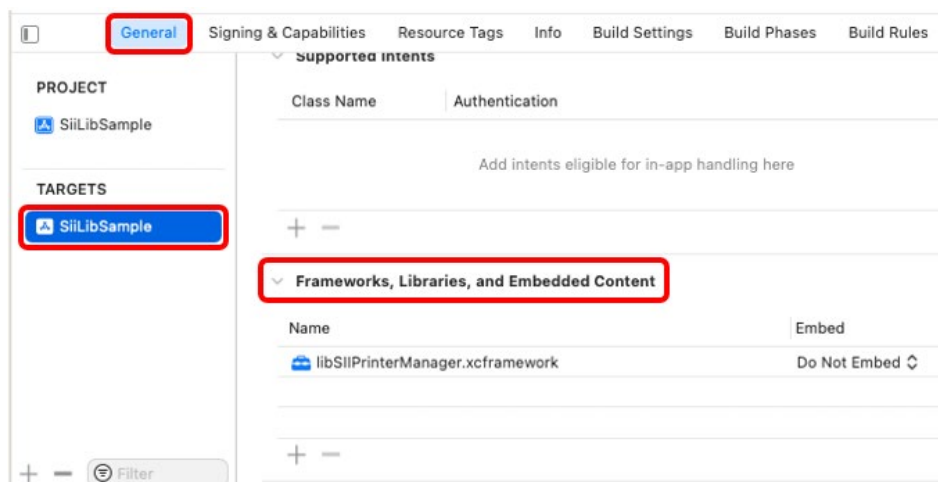 General Signing & Capabilities Resource Tags Info Build Settings Build Phases Build Rules
PROJECT
SiiLibSample
TARGETS
SiiLibSample
Filter
Supported Intents
Class Name Authentication
Add intents eligible for in-app handling here
Frameworks, Libraries, and Embedded Content
Name Embed
libSIIPrinterManager.xcframework Do Not Embed